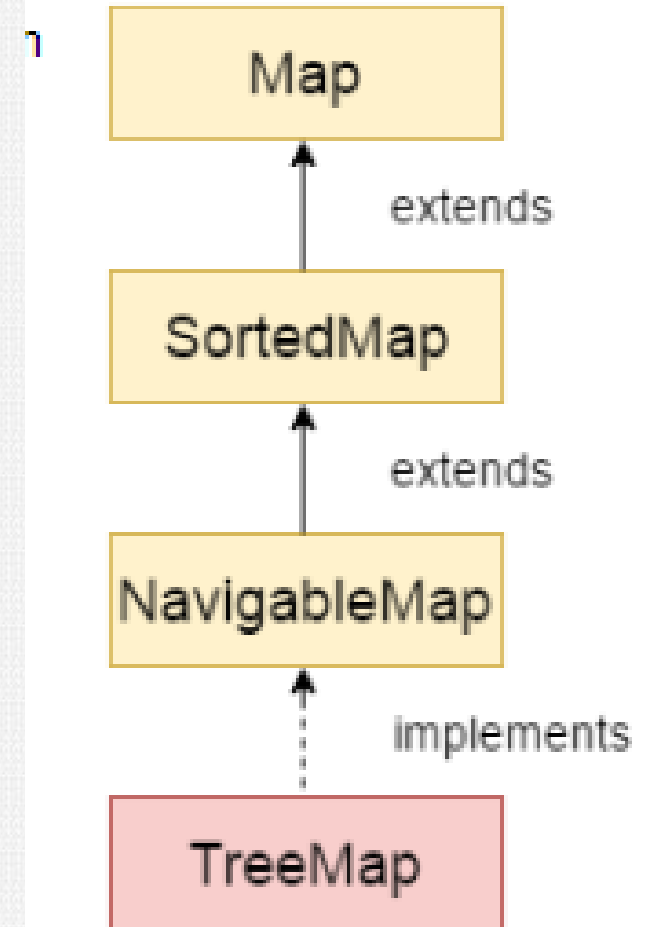 Map
extends
SortedMap
extends
NavigableMap
implements
TreeMap